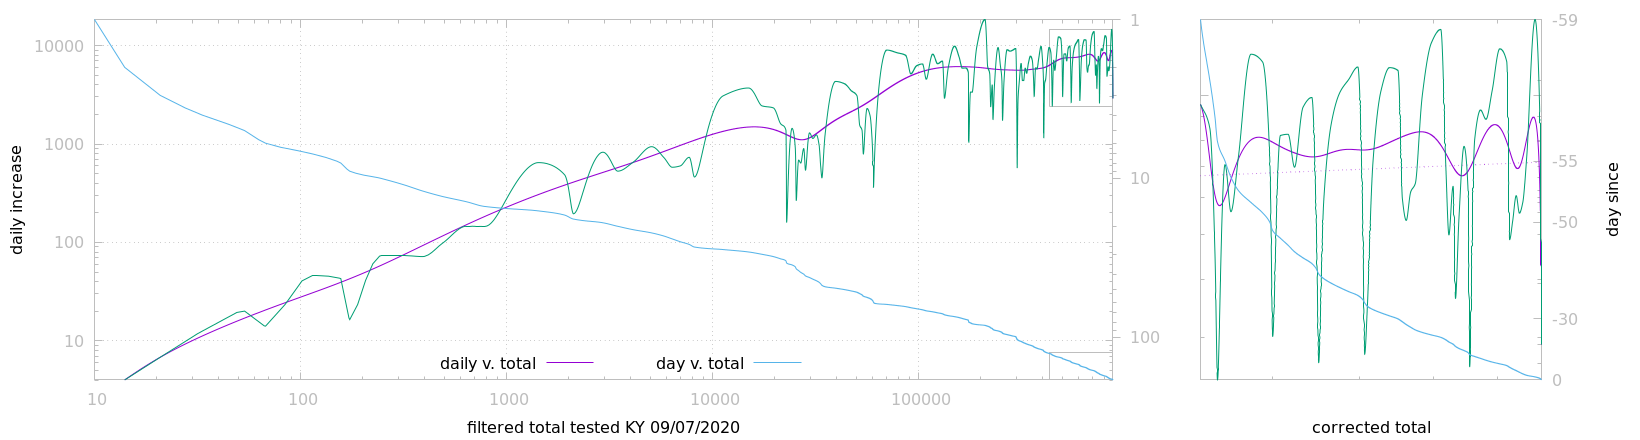 10000
1000
100
10
daily increase
10
100
1000
10000
100000
1
10
100
daily v. total
day v. total
filtered total tested KY 09/07/2020
-59
-55
-50
-30
0
day since
corrected total